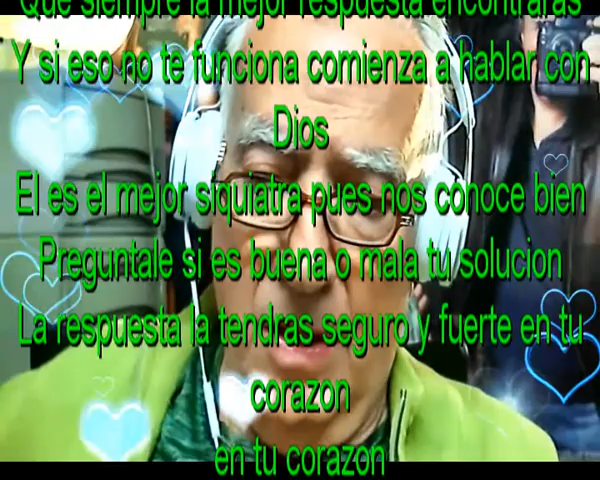 Que siempre la mejor respuesta encontraras
Y si eso no te funciona comienza a hablar con
Dios
El es el mejor siquiatra pues nos conoce bien
Preguntale si es buena o mala tu solucion
La respuesta la tendras seguro y fuerte en tu
corazon
en tu corazon